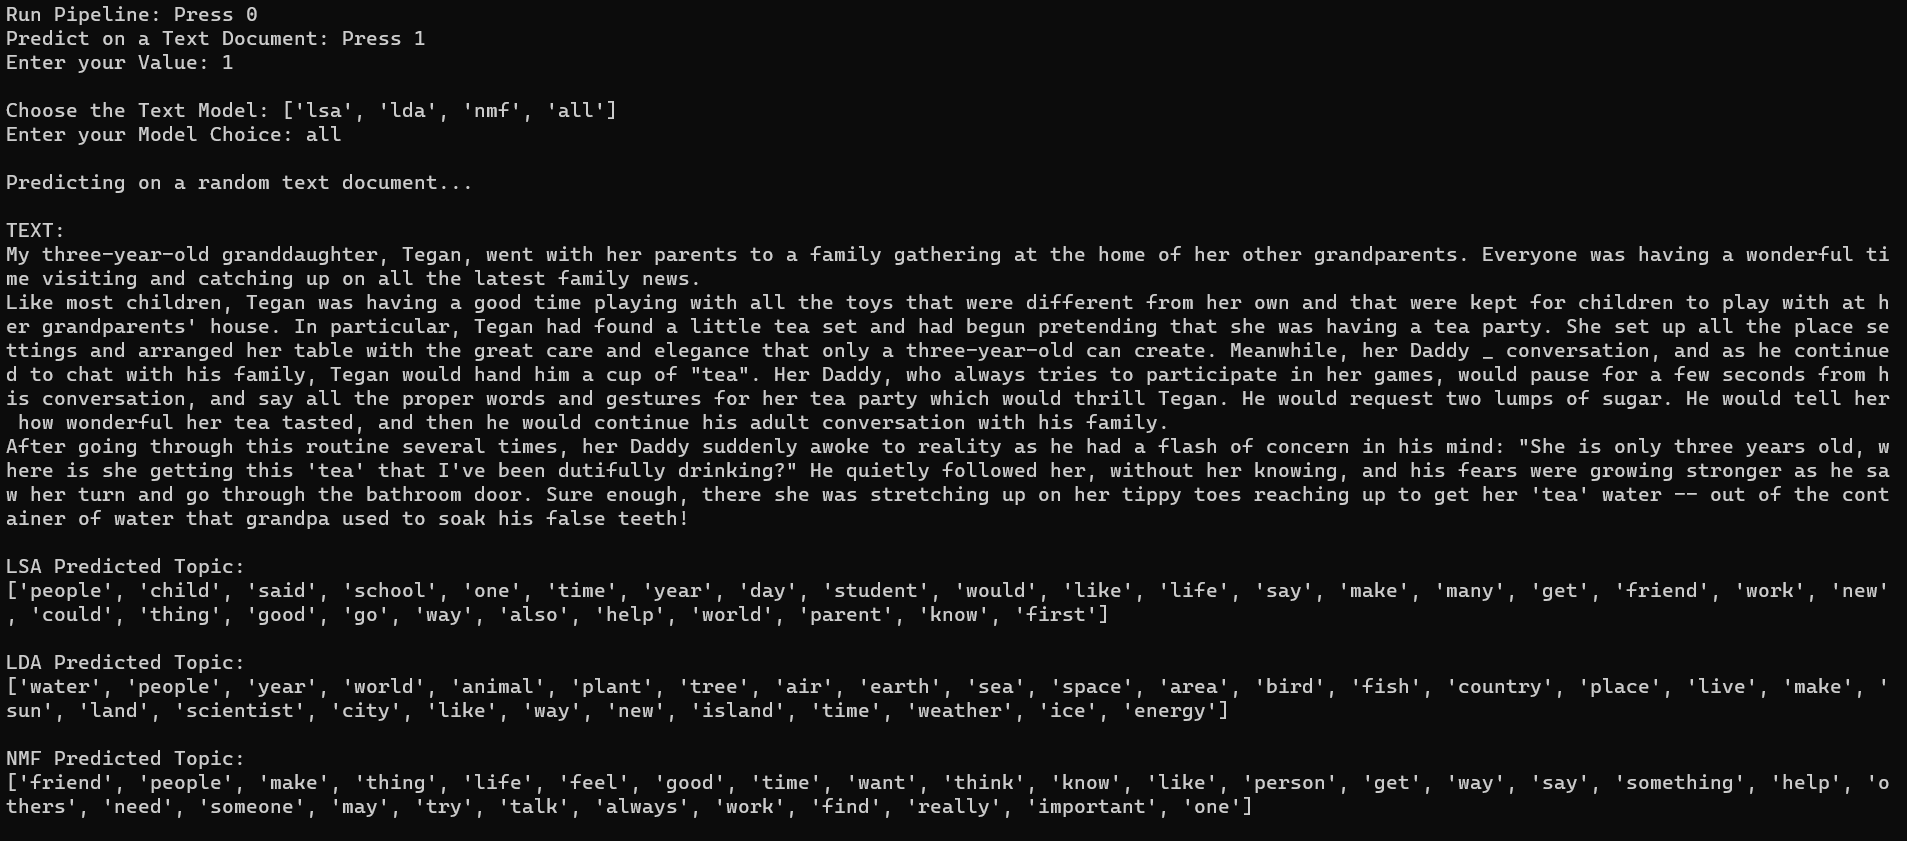 Run Pipeline: Press 0
Predict on a Text Document: Press 1
Enter your Value: 1
Choose the Text Model: ['lsa', 'lda', 'nmf', 'all']
Enter your Model Choice: all
Predicting on a random text document...
TEXT:
My three-year-old granddaughter, Tegan, went with her parents to a family gathering at the home of her other grandparents. Everyone was having a wonderful ti
me visiting and catching up on all the latest family news.
Like most children, Tegan was having a good time playing with all the toys that were different from her own and that were kept for children to play with at h
er grandparents' house. In particular, Tegan had found a little tea set and had begun pretending that she was having a tea party. She set up all the place se
ttings and arranged her table with the great care and elegance that only a three-year-old can create. Meanwhile, her Daddy _ conversation, and as he continue
d to chat with his family, Tegan would hand him a cup of "tea". Her Daddy, who always tries to participate in her games, would pause for a few seconds from h
is conversation, and say all the proper words and gestures for her tea party which would thrill Tegan. He would request two lumps of sugar. He would tell her
 how wonderful her tea tasted, and then he would continue his adult conversation with his family.
After going through this routine several times, her Daddy suddenly awoke to reality as he had a flash of concern in his mind: "She is only three years old, w
here is she getting this 'tea' that I've been dutifully drinking?" He quietly followed her, without her knowing, and his fears were growing stronger as he sa
w her turn and go through the bathroom door. Sure enough, there she was stretching up on her tippy toes reaching up to get her 'tea' water -- out of the cont
ainer of water that grandpa used to soak his false teeth!
LSA Predicted Topic:
['people', 'child', 'said', 'school', 'one', 'time', 'year', 'day', 'student', 'would', 'like', 'life', 'say', 'make', 'many', 'get', 'friend', 'work', 'new'
, 'could', 'thing', 'good', 'go', 'way', 'also', 'help', 'world', 'parent', 'know', 'first']
LDA Predicted Topic:
['water', 'people', 'year', 'world', 'animal', 'plant', 'tree', 'air', 'earth', 'sea', 'space', 'area', 'bird', 'fish', 'country', 'place', 'live', 'make', '
sun', 'land', 'scientist', 'city', 'like', 'way', 'new', 'island', 'time', 'weather', 'ice', 'energy']
NMF Predicted Topic:
['friend', 'people', 'make', 'thing', 'life', 'feel', 'good', 'time', 'want', 'think', 'know', 'like', 'person', 'get', 'way', 'say', 'something', 'help', 'o
thers', 'need', 'someone', 'may', 'try', 'talk', 'always', 'work', 'find', 'really', 'important', 'one']